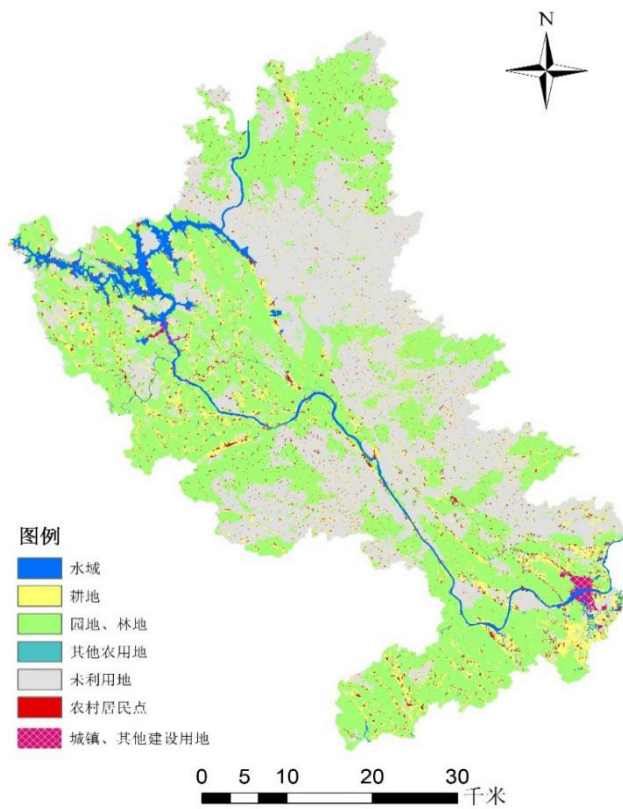 N
图例
水域
耕地
园地、林地
其他农用地
未利用地
农村居民点
城镇、其他建设用地
0 5 10 20 30
千米